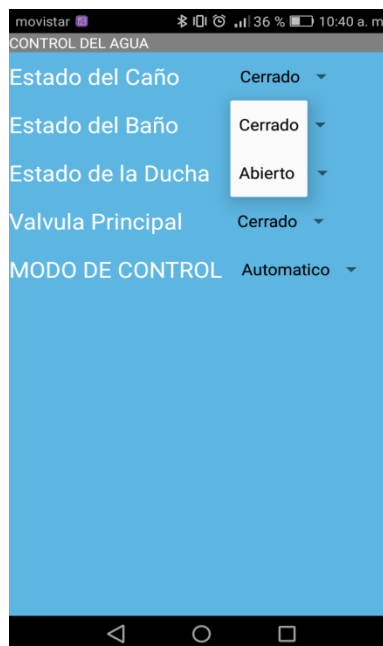 movistar 36 % 10:40 a. m
CONTROL DEL AGUA
Estado del Caño Cerrado
Estado del Baño Cerrado
Estado de la Ducha Abierto
Valvula Principal Cerrado
MODO DE CONTROL Automatico